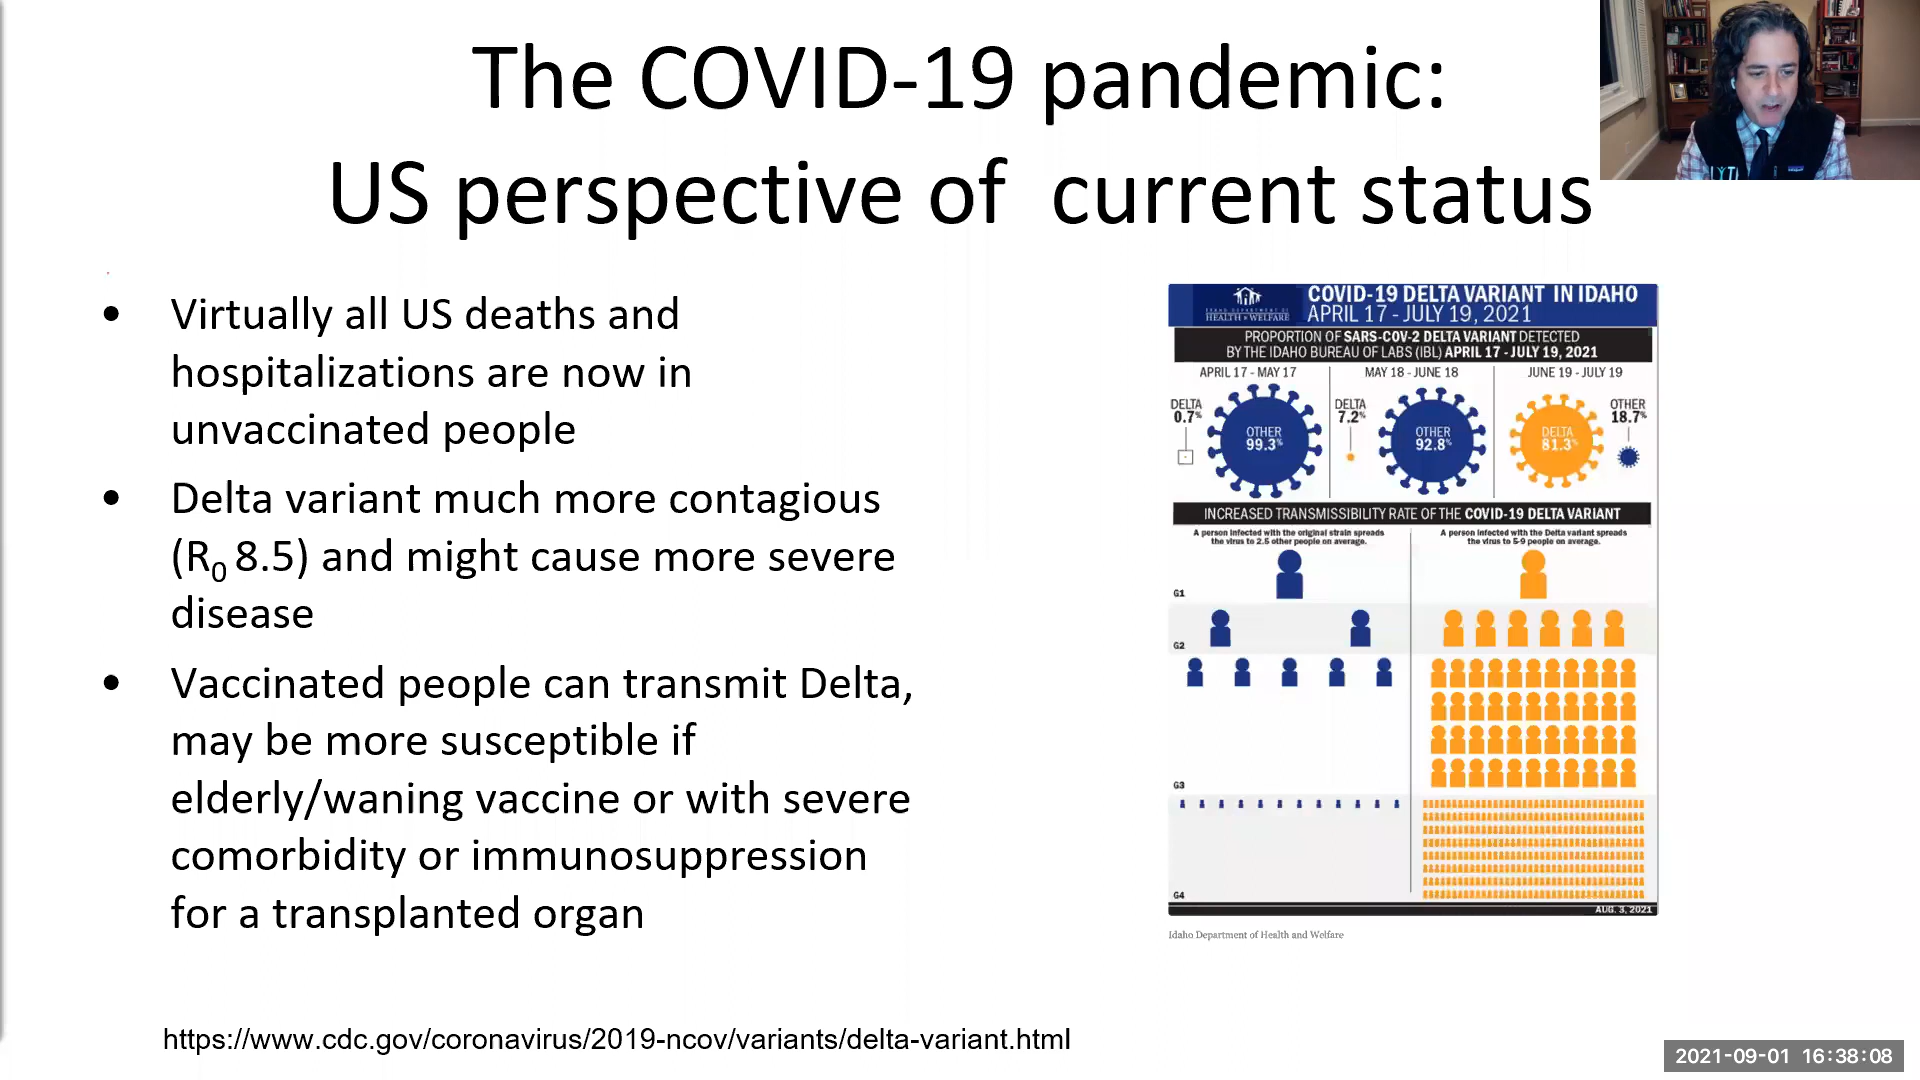 The COVID-19 pandemic:
US perspective of current status
• Virtually all US deaths and
hospitalizations are now in
unvaccinated people
• Delta variant much more contagious
(R0 8.5) and might cause more severe
disease
• Vaccinated people can transmit Delta,
may be more susceptible if
elderly/waning vaccine or with severe
comorbidity or immunosuppression
for a transplanted organ
https://www.cdc.gov/coronavirus/2019-ncov/variants/delta-variant.html
IDAHO DEPARTMENT OF
HEALTH & WELFARE
COVID-19 DELTA VARIANT IN IDAHO
APRIL 17 - JULY 19, 2021
PROPORTION OF SARS-COV-2 DELTA VARIANT DETECTED
BY THE IDAHO BUREAU OF LABS (IBL) APRIL 17 - JULY 19, 2021
APRIL 17 - MAY 17
DELTA
0.7%
OTHER
99.3%
MAY 18 - JUNE 18
DELTA
7.2%
OTHER
92.8%
JUNE 19 - JULY 19
DELTA
81.3%
OTHER
18.7%
INCREASED TRANSMISSIBILITY RATE OF THE COVID-19 DELTA VARIANT
A person infected with the original strain spreads
the virus to 2.5 other people on average.
A person infected with the Delta variant spreads
the virus to 5-9 people on average.
G1
G2
G3
G4
AUG. 3, 2021
Idaho Department of Health and Welfare
2021-09-01 16:38:08